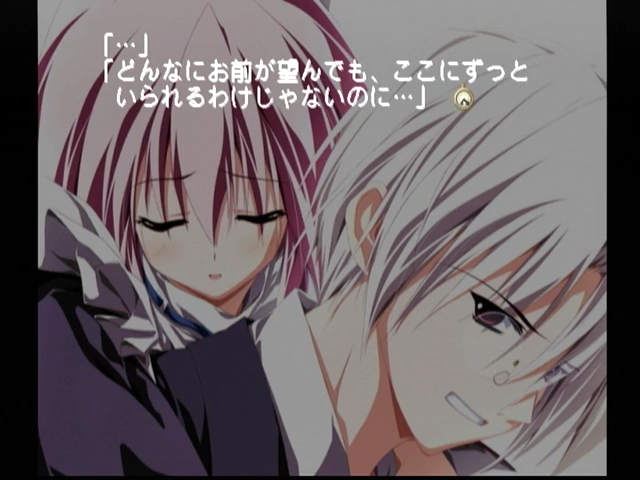 「…」
「どんなにお前が望んでも、ここにずっと
いられるわけじゃないのに…」